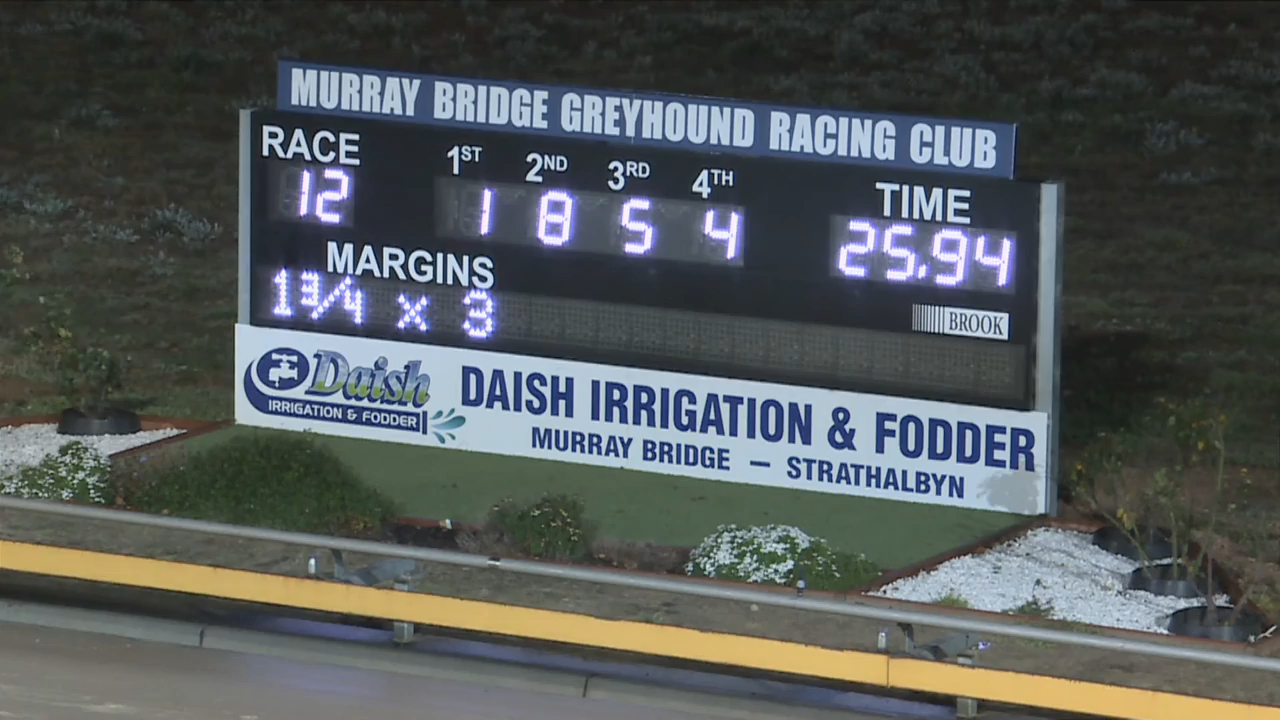 MURRAY BRIDGE GREYHOUND RACING CLUB
RACE 1ST 2ND 3RD 4TH TIME
12 1 8 5 4 25.94
MARGINS
1 3/4 x 3
BROOK
Daish
IRRIGATION & FODDER
DAISH IRRIGATION & FODDER
MURRAY BRIDGE – STRATHALBYN